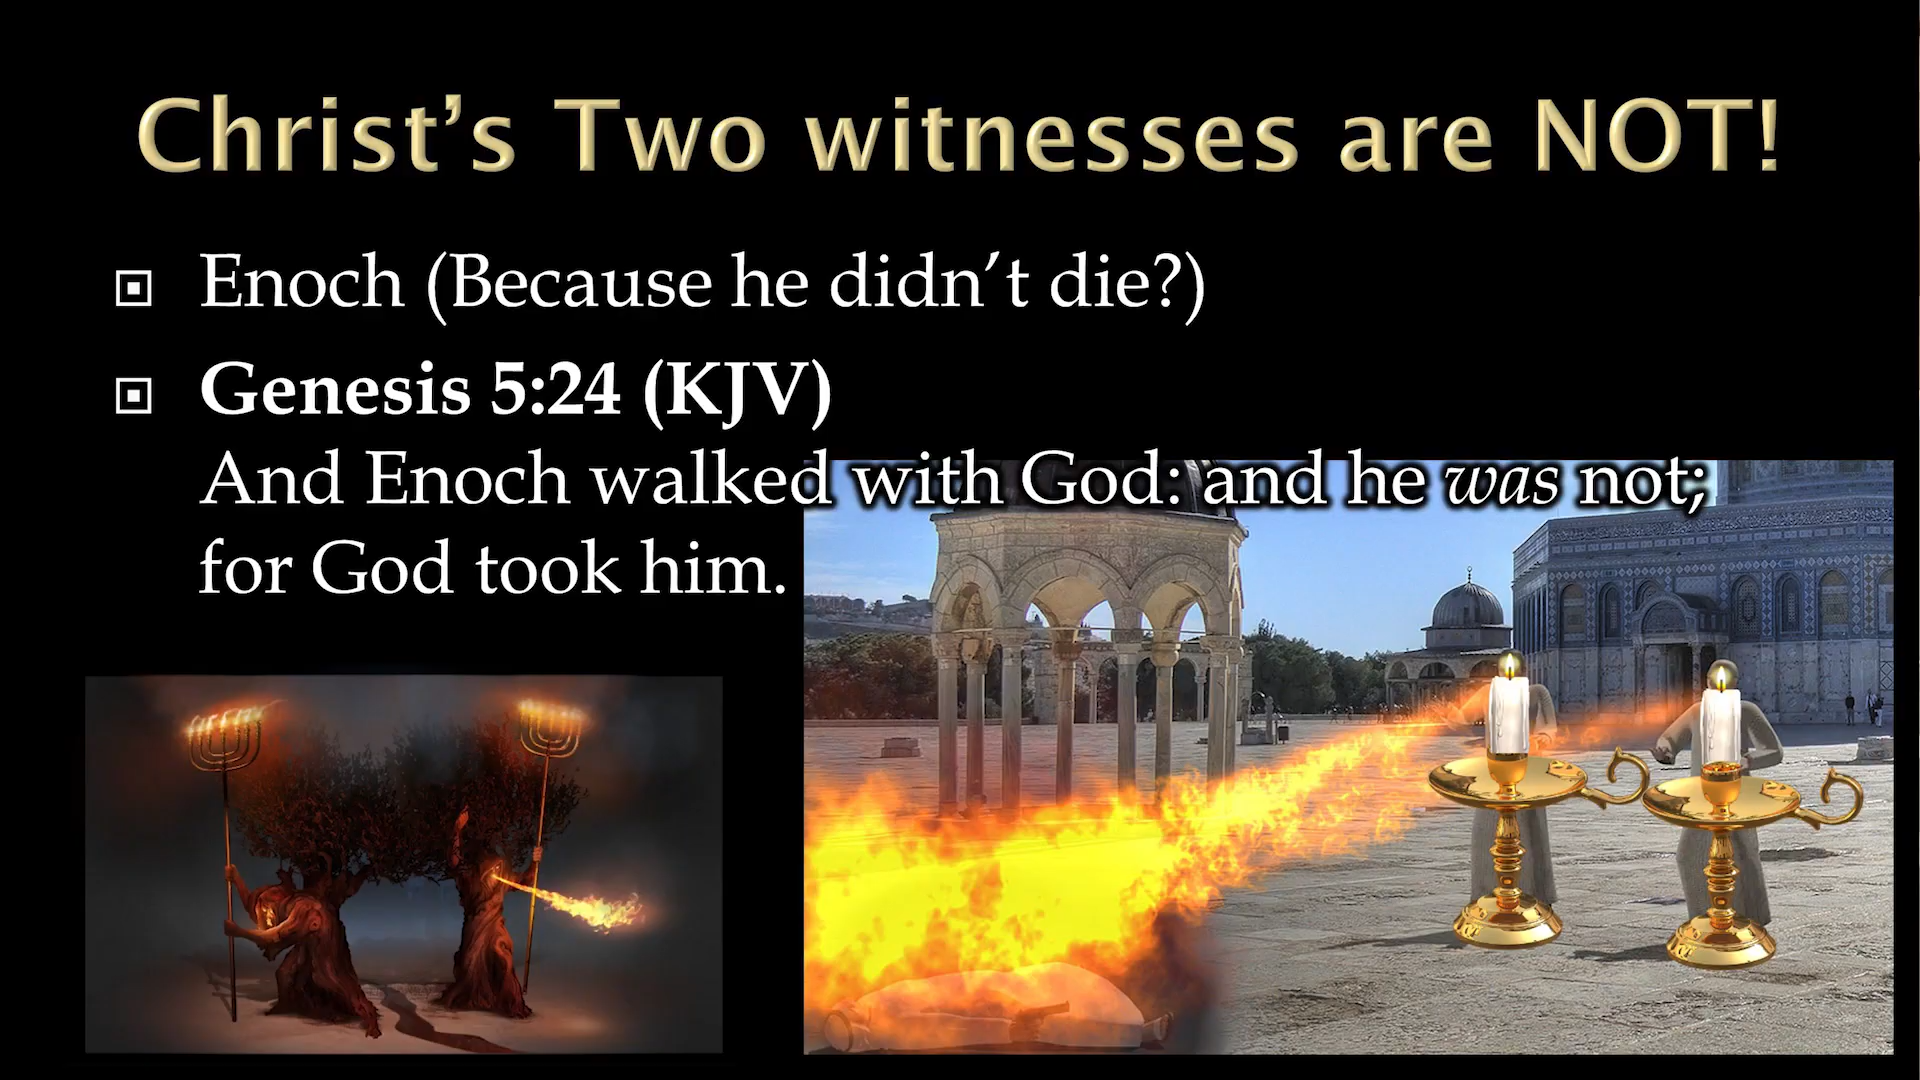 Christ’s Two witnesses are NOT!
Enoch (Because he didn’t die?)
Genesis 5:24 (KJV)
And Enoch walked with God: and he was not;
for God took him.